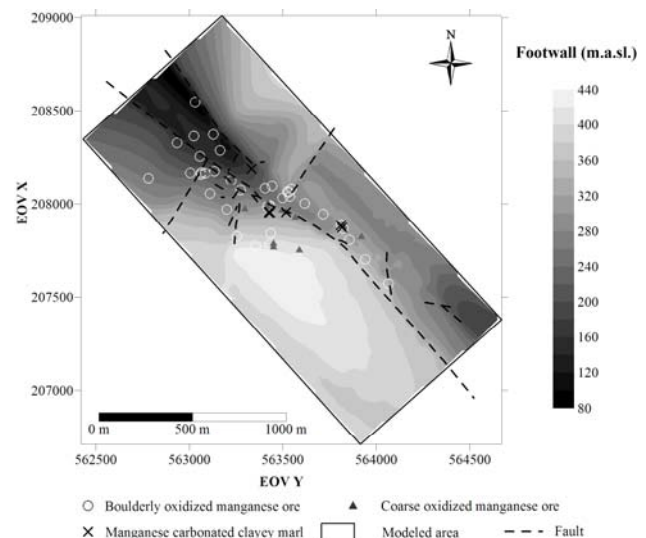 209000
208500
208000
207500
207000
EOV X
N
0 m 500 m 1000 m
562500 563000 563500 564000 564500
EOV Y
Footwall (m.a.sl.)
440
400
360
320
280
240
200
160
120
80
Boulderly oxidized manganese ore Coarse oxidized manganese ore
Manganese carbonated clayey marl Modeled area Fault